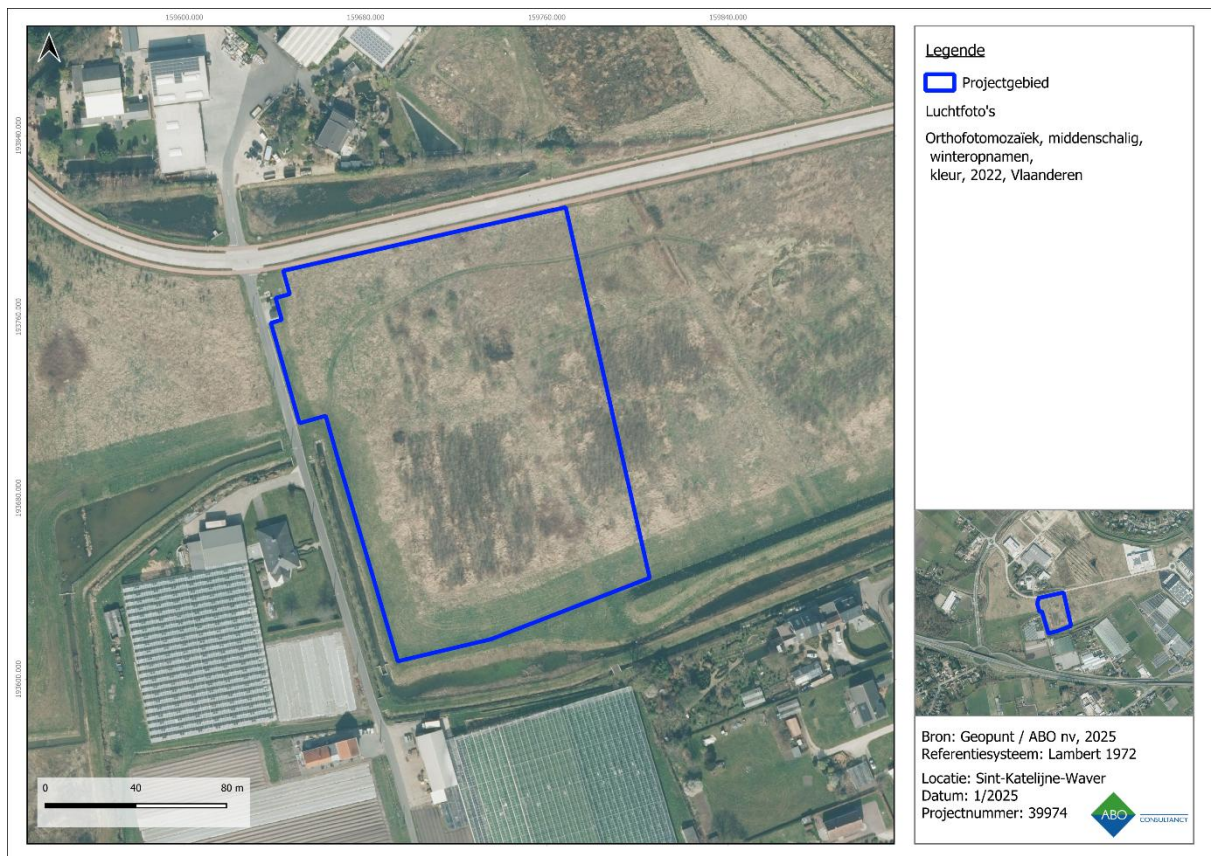 159600.000
159680.000
159760.000
159840.000
193840.000
193760.000
193680.000
193600.000
0 40 80 m
Legende
Projectgebied
Luchtfoto's
Orthofotomozaïek, middenschalig,
winteropnamen,
kleur, 2022, Vlaanderen
Bron: Geopunt / ABO nv, 2025
Referentiesysteem: Lambert 1972
Locatie: Sint-Katelijne-Waver
Datum: 1/2025
Projectnummer: 39974
ABO
CONSULTANCY